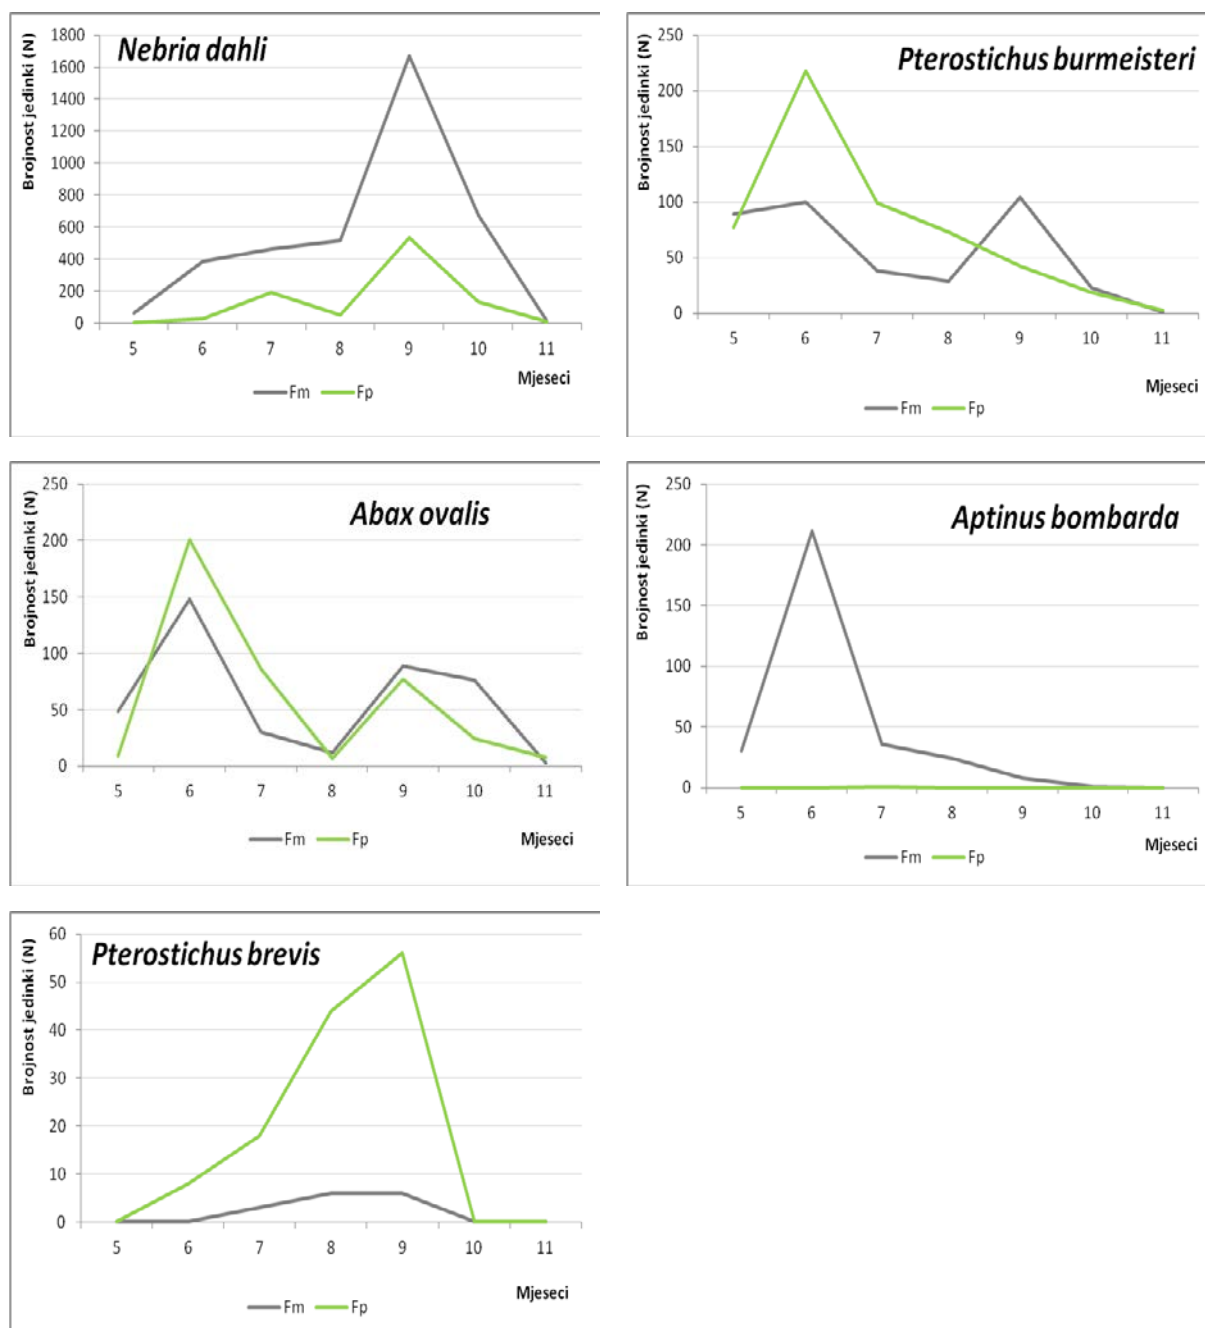 Nebria dahli
Brojnost jedinki (N)
1800
1600
1400
1200
1000
800
600
400
200
0
5 6 7 8 9 10 11
Mjeseci
Fm Fp
Pterostichus burmeisteri
Brojnost jedinki (N)
250
200
150
100
50
0
5 6 7 8 9 10 11
Mjeseci
Fm Fp
Abax ovalis
Brojnost jedinki (N)
250
200
150
100
50
0
5 6 7 8 9 10 11
Mjeseci
Fm Fp
Aptinus bombarda
Brojnost jedinki (N)
250
200
150
100
50
0
5 6 7 8 9 10 11
Mjeseci
Fm Fp
Pterostichus brevis
Brojnost jedinki (N)
60
50
40
30
20
10
0
5 6 7 8 9 10 11
Mjeseci
Fm Fp